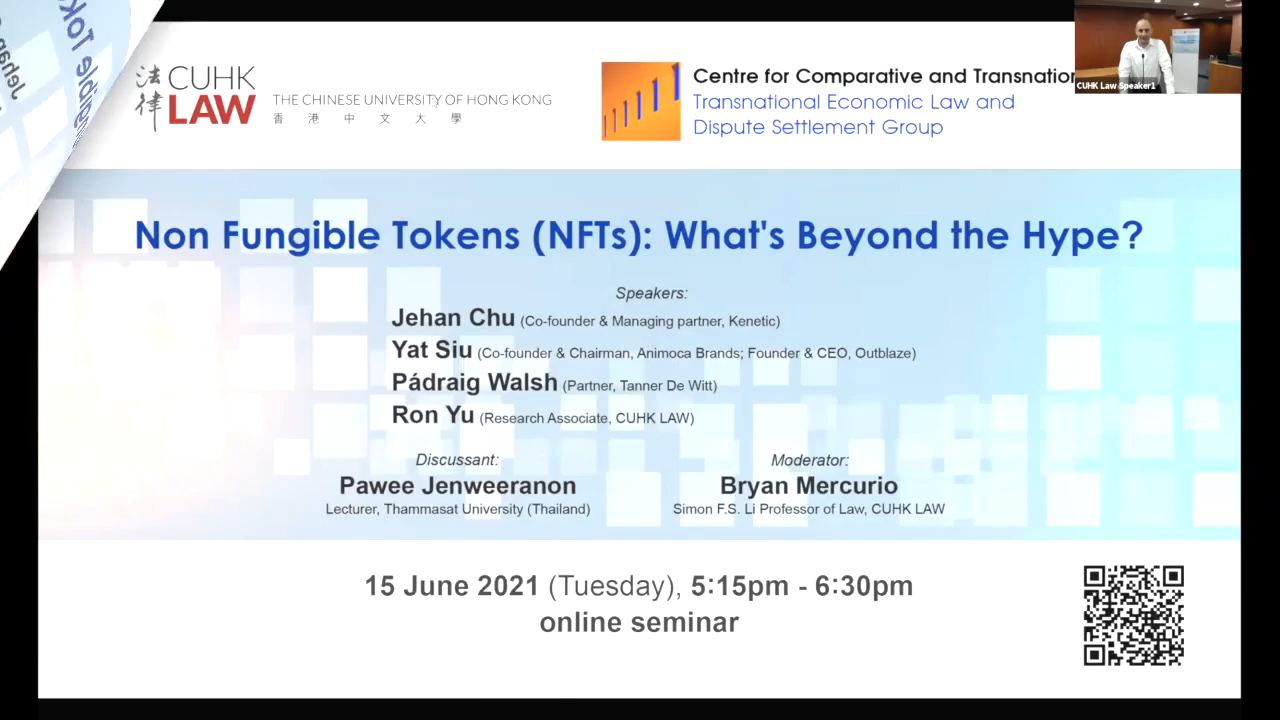 法律
CUHK
LAW
THE CHINESE UNIVERSITY OF HONG KONG
香港中文大學
Centre for Comparative and
Transnational Economic Law and
Dispute Settlement Group
CUHK Law Speaker1
Non Fungible Tokens (NFTs): What's Beyond the Hype?
Speakers:
Jehan Chu (Co-founder & Managing partner, Kenetic)
Yat Siu (Co-founder & Chairman, Animoca Brands; Founder & CEO, Outblaze)
Pádraig Walsh (Partner, Tanner De Witt)
Ron Yu (Research Associate, CUHK LAW)
Discussant:
Pawee Jenweeranon
Lecturer, Thammasat University (Thailand)
Moderator:
Bryan Mercurio
Simon F.S. Li Professor of Law, CUHK LAW
15 June 2021 (Tuesday), 5:15pm - 6:30pm
online seminar